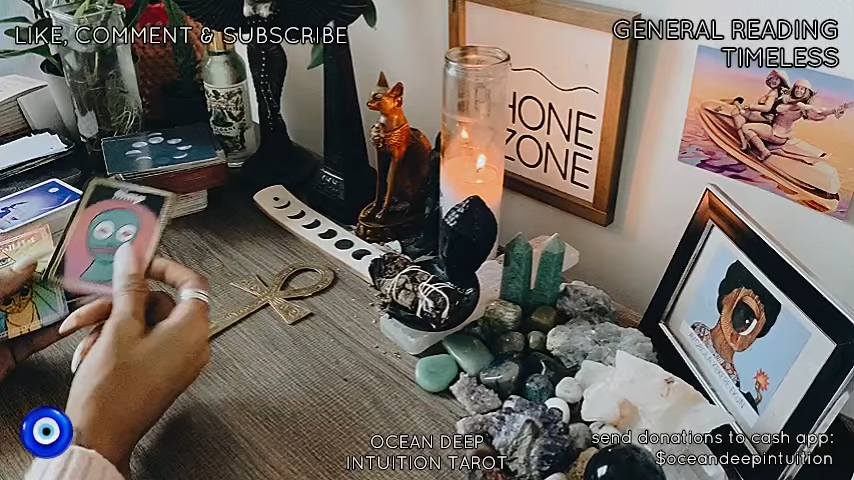 LIKE, COMMENT & SUBSCRIBE
GENERAL READING
TIMELESS
HONE
ZONE
OCEAN DEEP
INTUITION TAROT
send donations to cash app:
$oceandeepintuition